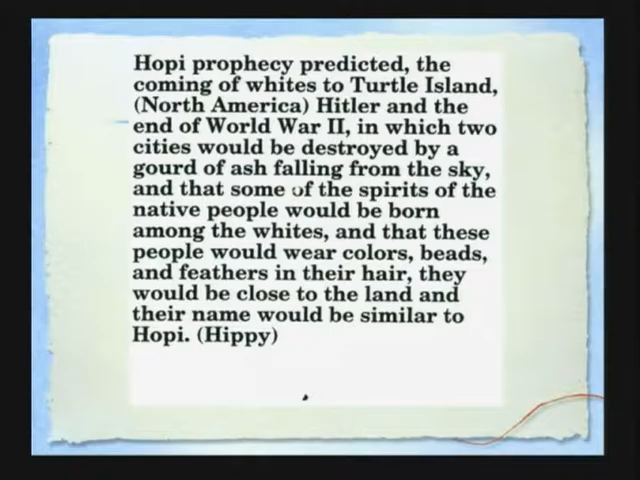 Hopi prophecy predicted, the
coming of whites to Turtle Island,
(North America) Hitler and the
end of World War II, in which two
cities would be destroyed by a
gourd of ash falling from the sky,
and that some of the spirits of the
native people would be born
among the whites, and that these
people would wear colors, beads,
and feathers in their hair, they
would be close to the land and
their name would be similar to
Hopi. (Hippy)